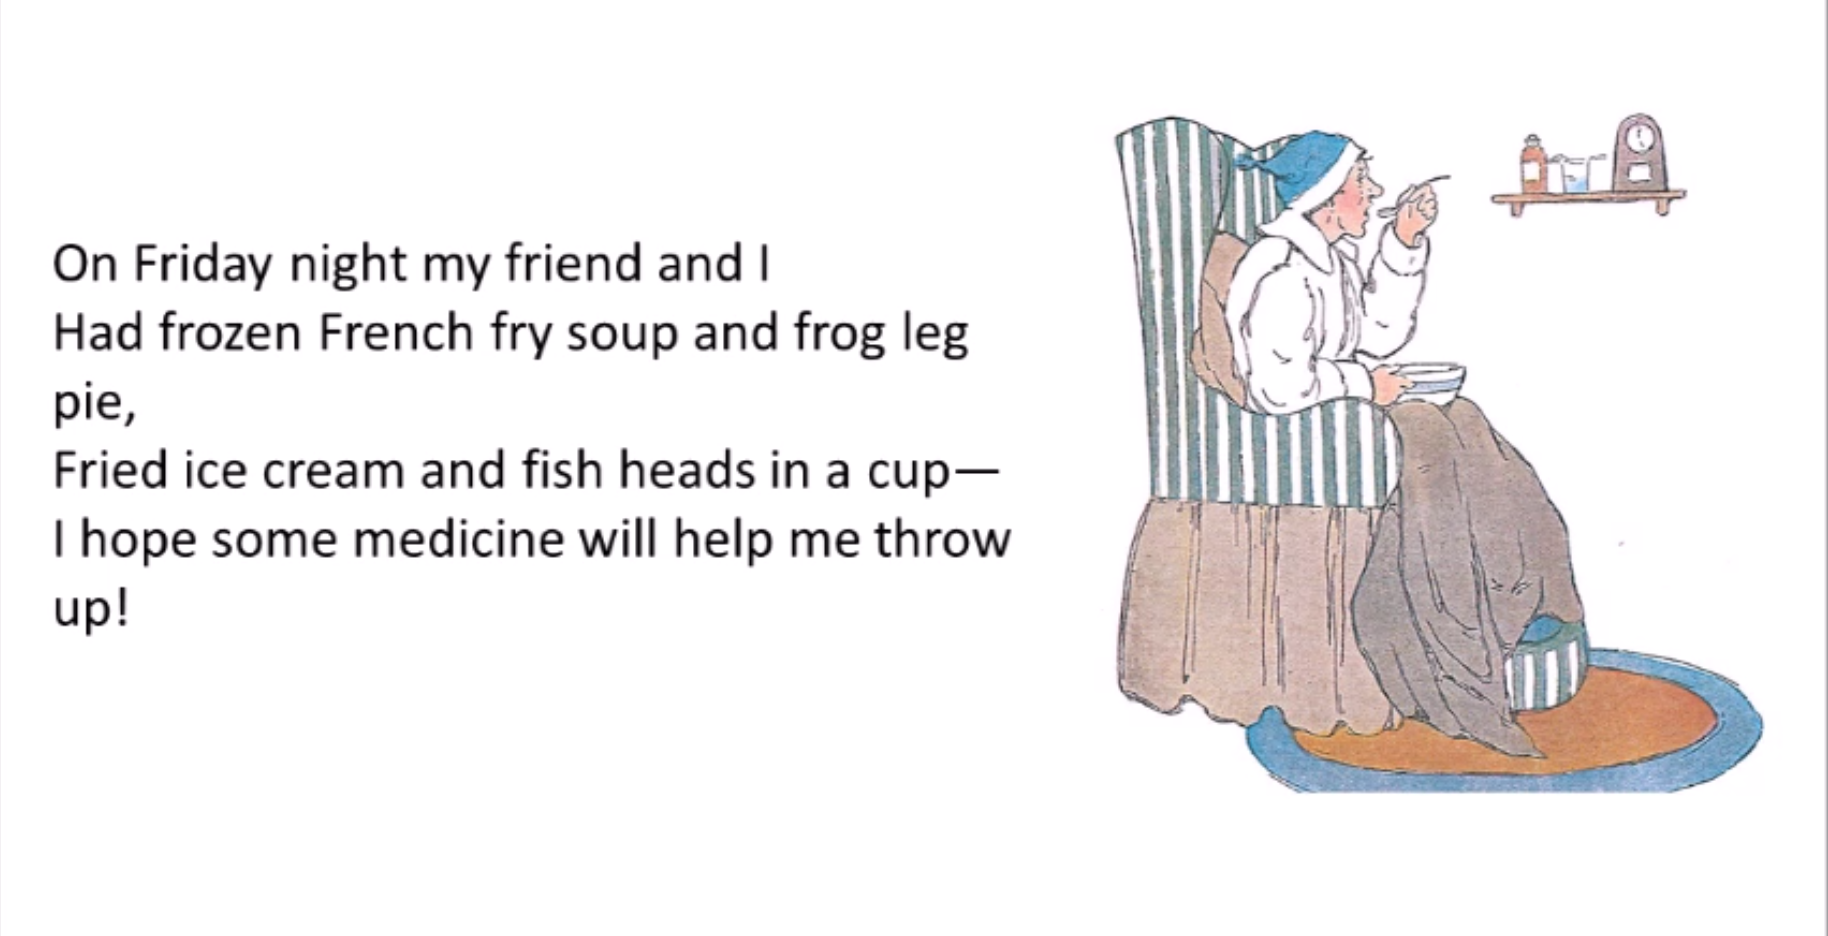 On Friday night my friend and I
Had frozen French fry soup and frog leg
pie,
Fried ice cream and fish heads in a cup—
I hope some medicine will help me throw
up!